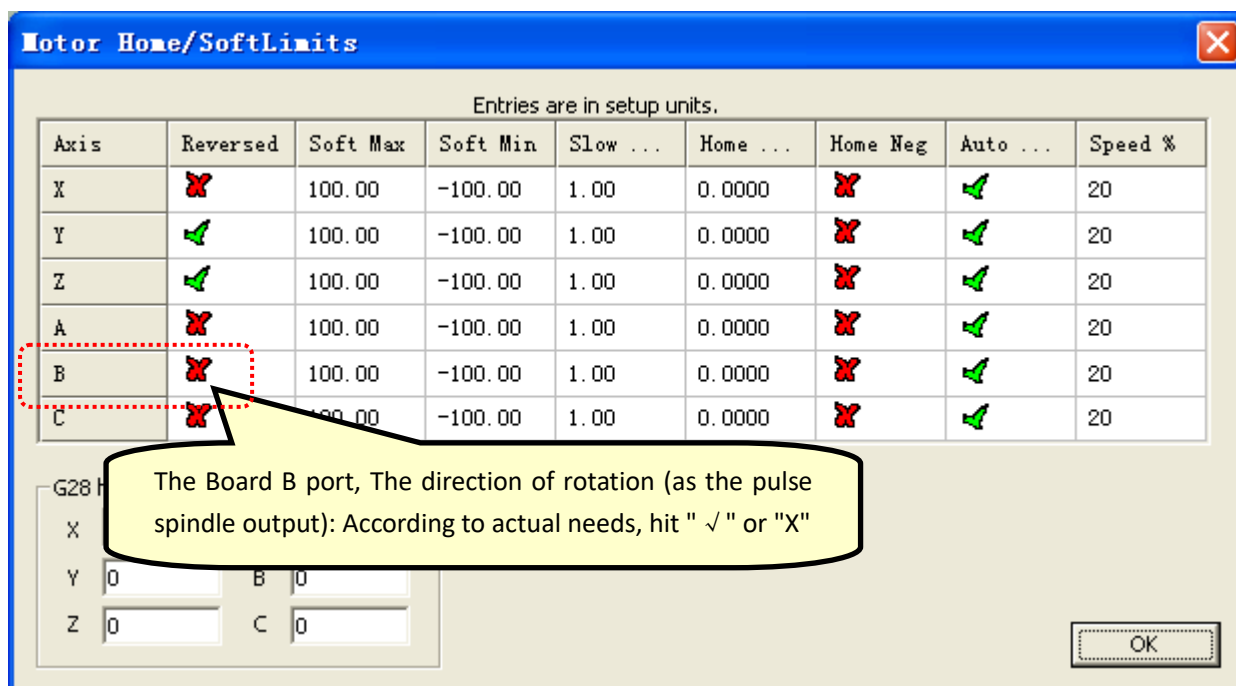 Motor Home/SoftLimits
Entries are in setup units.
Axis Reversed Soft Max Soft Min Slow ... Home ... Home Neg Auto ... Speed %
X 100.00 -100.00 1.00 0.0000 20
Y 100.00 -100.00 1.00 0.0000 20
Z 100.00 -100.00 1.00 0.0000 20
A 100.00 -100.00 1.00 0.0000 20
B 100.00 -100.00 1.00 0.0000 20
C -100.00 1.00 0.0000 20
The Board B port, The direction of rotation (as the pulse
spindle output): According to actual needs, hit " √ " or "X"
G28
X
Y 0 B 0
Z 0 C 0
OK